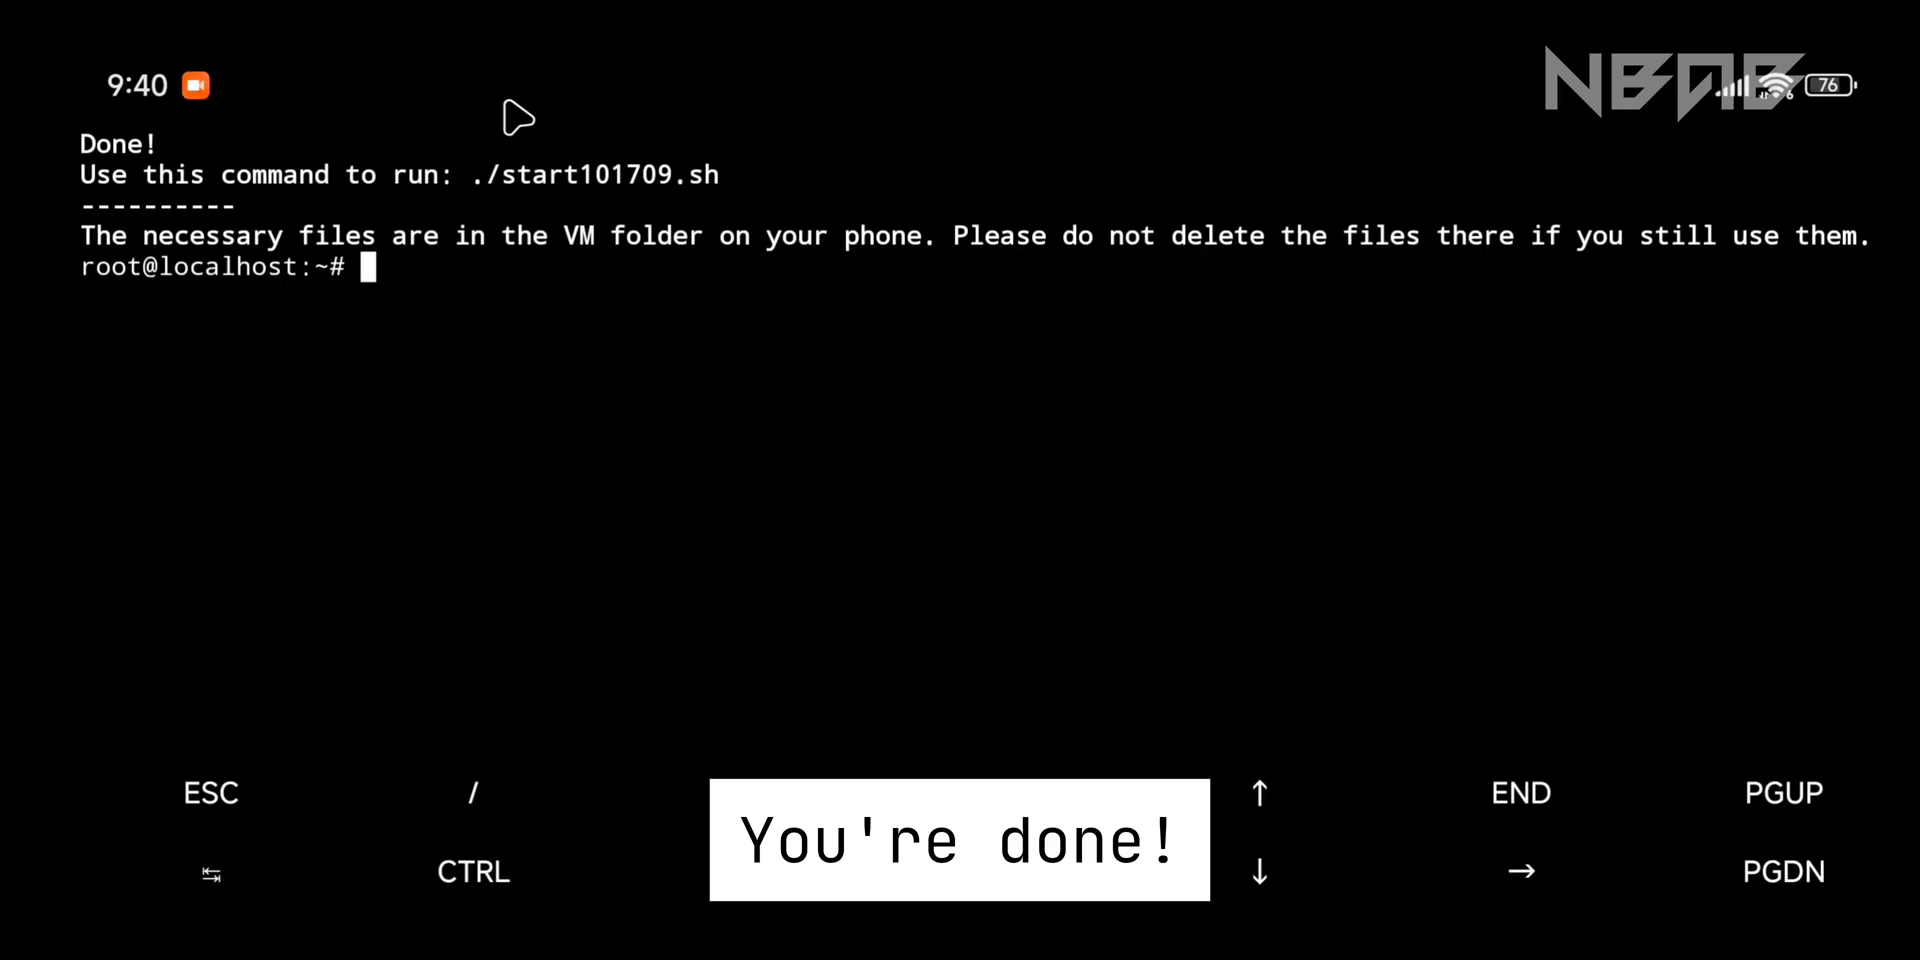 9:40
NBAB
76
Done!
Use this command to run: ./start101709.sh
----------
The necessary files are in the VM folder on your phone. Please do not delete the files there if you still use them.
root@localhost:~#
ESC / ↑ END PGUP
You're done!
⇆ CTRL ↓ → PGDN